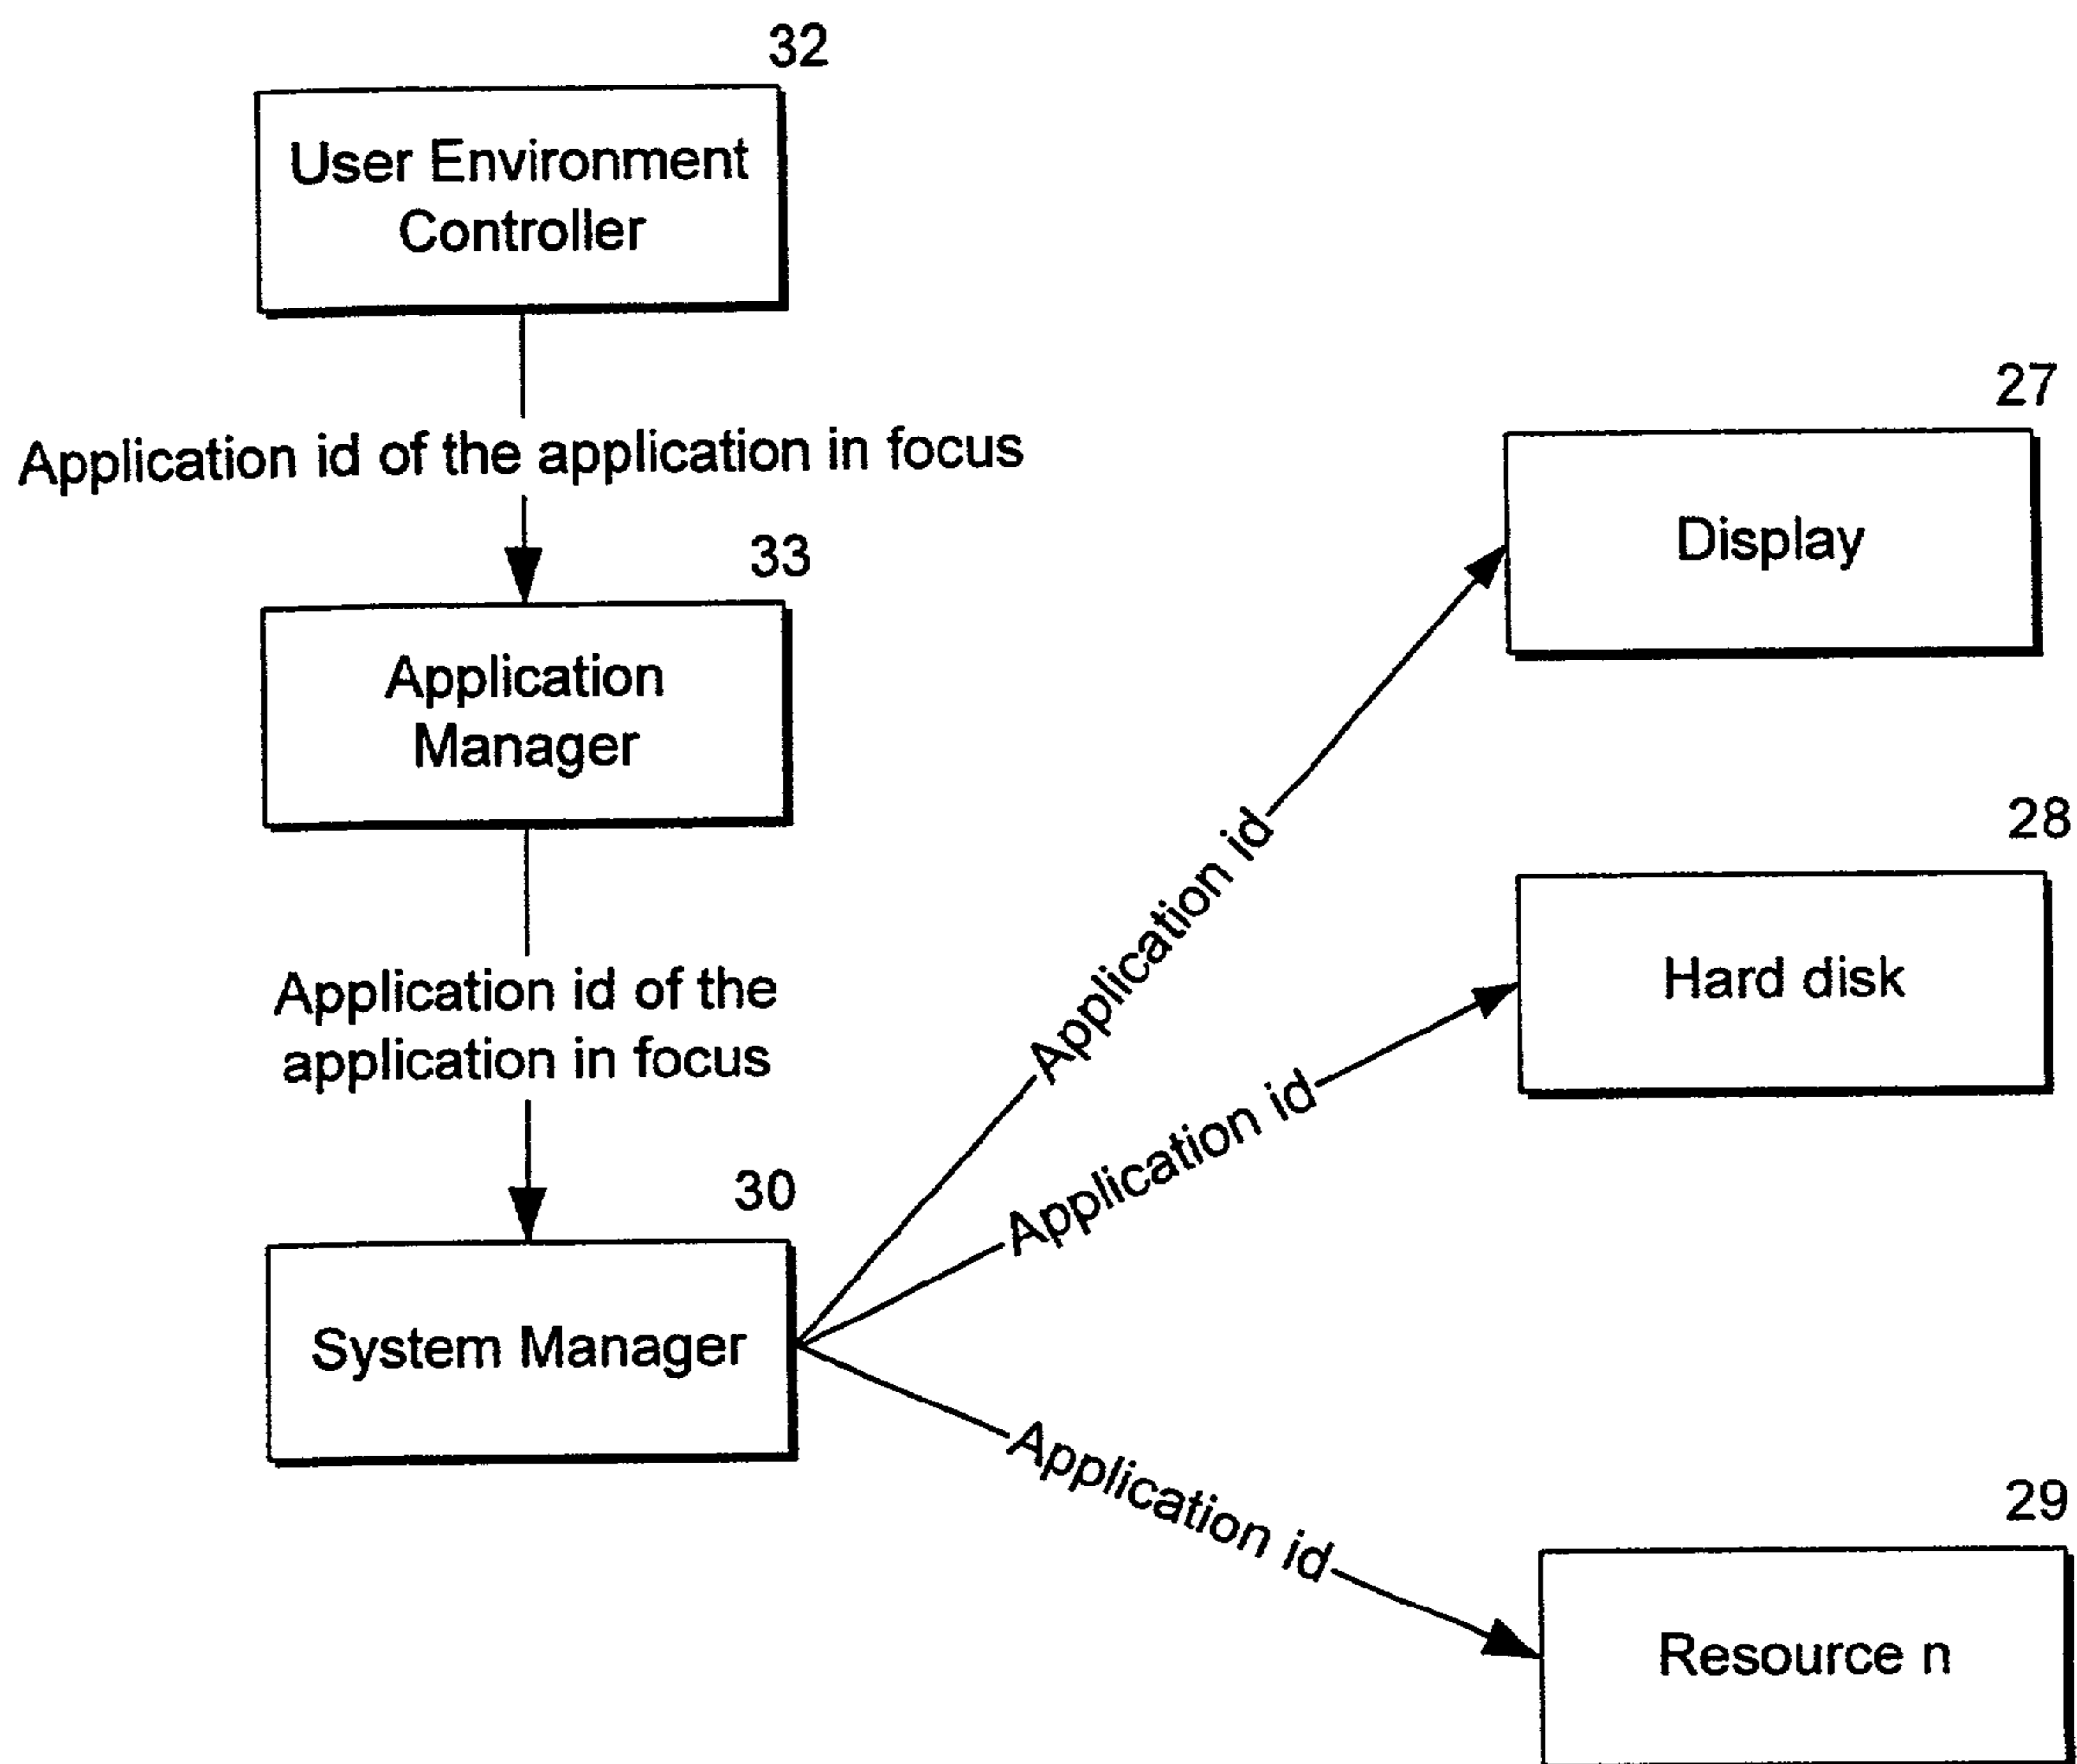 32
User Environment
Controller
Application id of the application in focus
33
Application
Manager
Application id of the
application in focus
30
System Manager
Application id
27
Display
Application id
28
Hard disk
Application id
29
Resource n